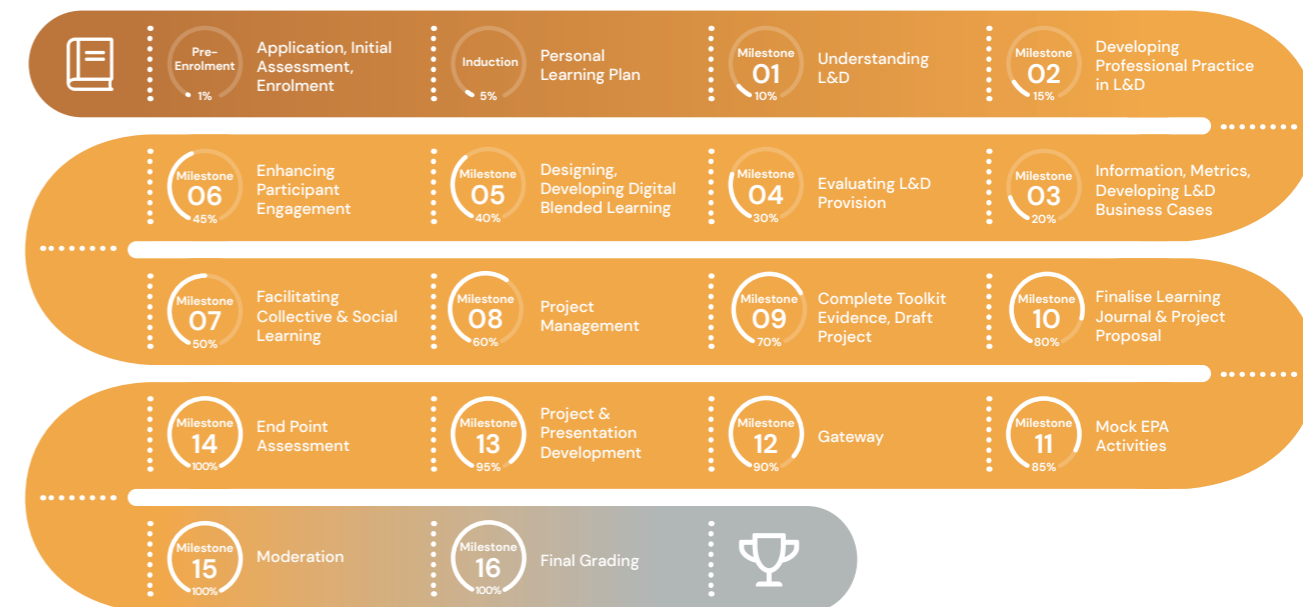 Pre-
Enrolment
1%
Application, Initial
Assessment,
Enrolment
Induction
5%
Personal
Learning Plan
Milestone
01
10%
Understanding
L&D
Milestone
02
15%
Developing
Professional Practice
in L&D
Milestone
03
20%
Information, Metrics,
Developing L&D
Business Cases
Milestone
04
30%
Evaluating L&D
Provision
Milestone
05
40%
Designing,
Developing Digital
Blended Learning
Milestone
06
45%
Enhancing
Participant
Engagement
Milestone
07
50%
Facilitating
Collective & Social
Learning
Milestone
08
60%
Project
Management
Milestone
09
70%
Complete Toolkit
Evidence, Draft
Project
Milestone
10
80%
Finalise Learning
Journal & Project
Proposal
Milestone
11
85%
Mock EPA
Activities
Milestone
12
90%
Gateway
Milestone
13
95%
Project &
Presentation
Development
Milestone
14
100%
End Point
Assessment
Milestone
15
100%
Moderation
Milestone
16
100%
Final Grading